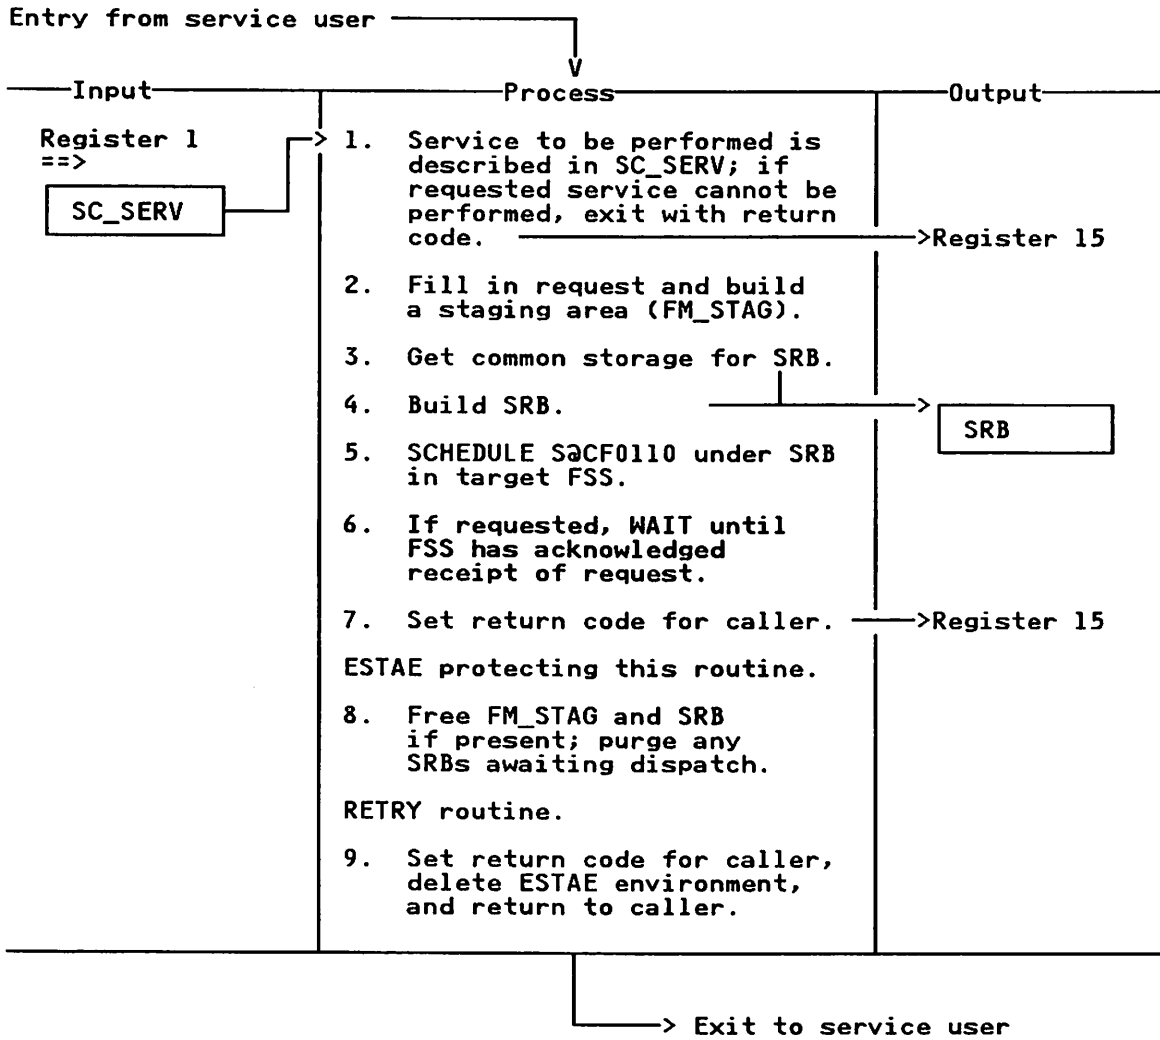 Entry from service user
Input Process Output
Register 1
==>
SC_SERV
1. Service to be performed is
described in SC_SERV; if
requested service cannot be
performed, exit with return
code. >Register 15
2. Fill in request and build
a staging area (FM_STAG).
3. Get common storage for SRB.
4. Build SRB.
SRB
5. SCHEDULE S@CF0110 under SRB
in target FSS.
6. If requested, WAIT until
FSS has acknowledged
receipt of request.
7. Set return code for caller. >Register 15
ESTAE protecting this routine.
8. Free FM_STAG and SRB
if present; purge any
SRBs awaiting dispatch.
RETRY routine.
9. Set return code for caller,
delete ESTAE environment,
and return to caller.
> Exit to service user